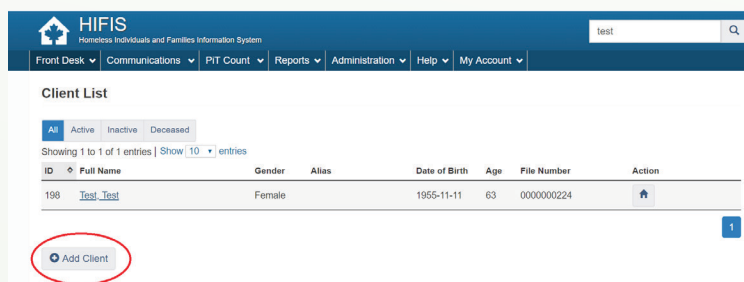 HIFIS
Homeless Individuals and Families Information System
test
Front Desk Communications PiT Count Reports Administration Help My Account
Client List
All Active Inactive Deceased
Showing 1 to 1 of 1 entries | Show 10 entries
ID Full Name Gender Alias Date of Birth Age File Number Action
198 Test, Test Female 1955-11-11 63 0000000224
1
Add Client